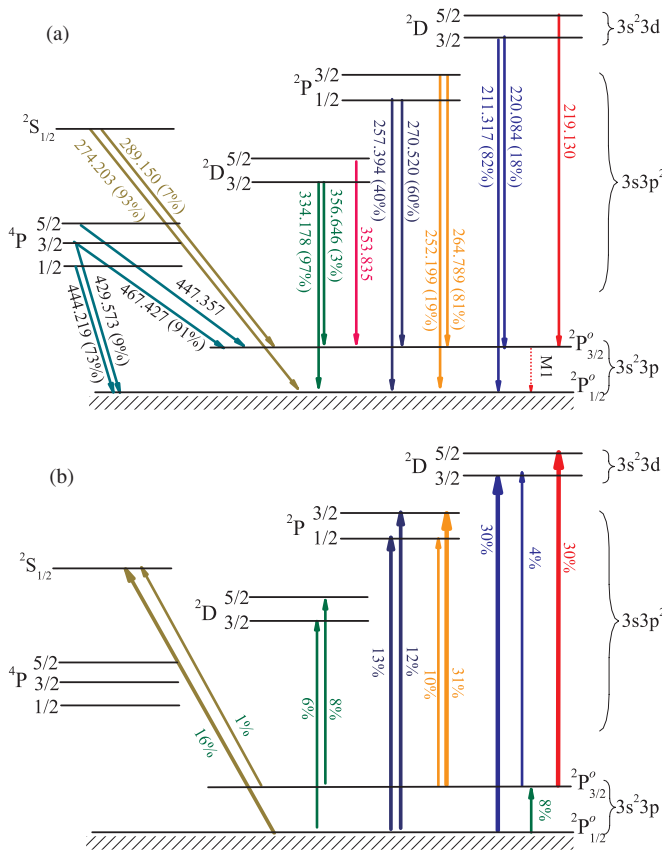 (a)
²D 5/2
3/2
3s²3d
²P 3/2
1/2
²S₁/₂
²D 5/2
3/2
3s3p²
⁴P 5/2
3/2
1/2
289.150 (7%)
274.203 (93%)
447.357
467.427 (91%)
429.573 (9%)
444.219 (73%)
334.178 (97%)
356.646 (3%)
353.835
257.394 (40%)
270.520 (60%)
252.199 (19%)
264.789 (81%)
211.317 (82%)
220.084 (18%)
219.130
M1
²Pᵒ₃/₂
²Pᵒ₁/₂
3s²3p
(b)
²D 5/2
3/2
3s²3d
²P 3/2
1/2
²S₁/₂
²D 5/2
3/2
3s3p²
⁴P 5/2
3/2
1/2
16%
1%
6%
8%
13%
12%
10%
31%
30%
4%
30%
8%
²Pᵒ₃/₂
²Pᵒ₁/₂
3s²3p